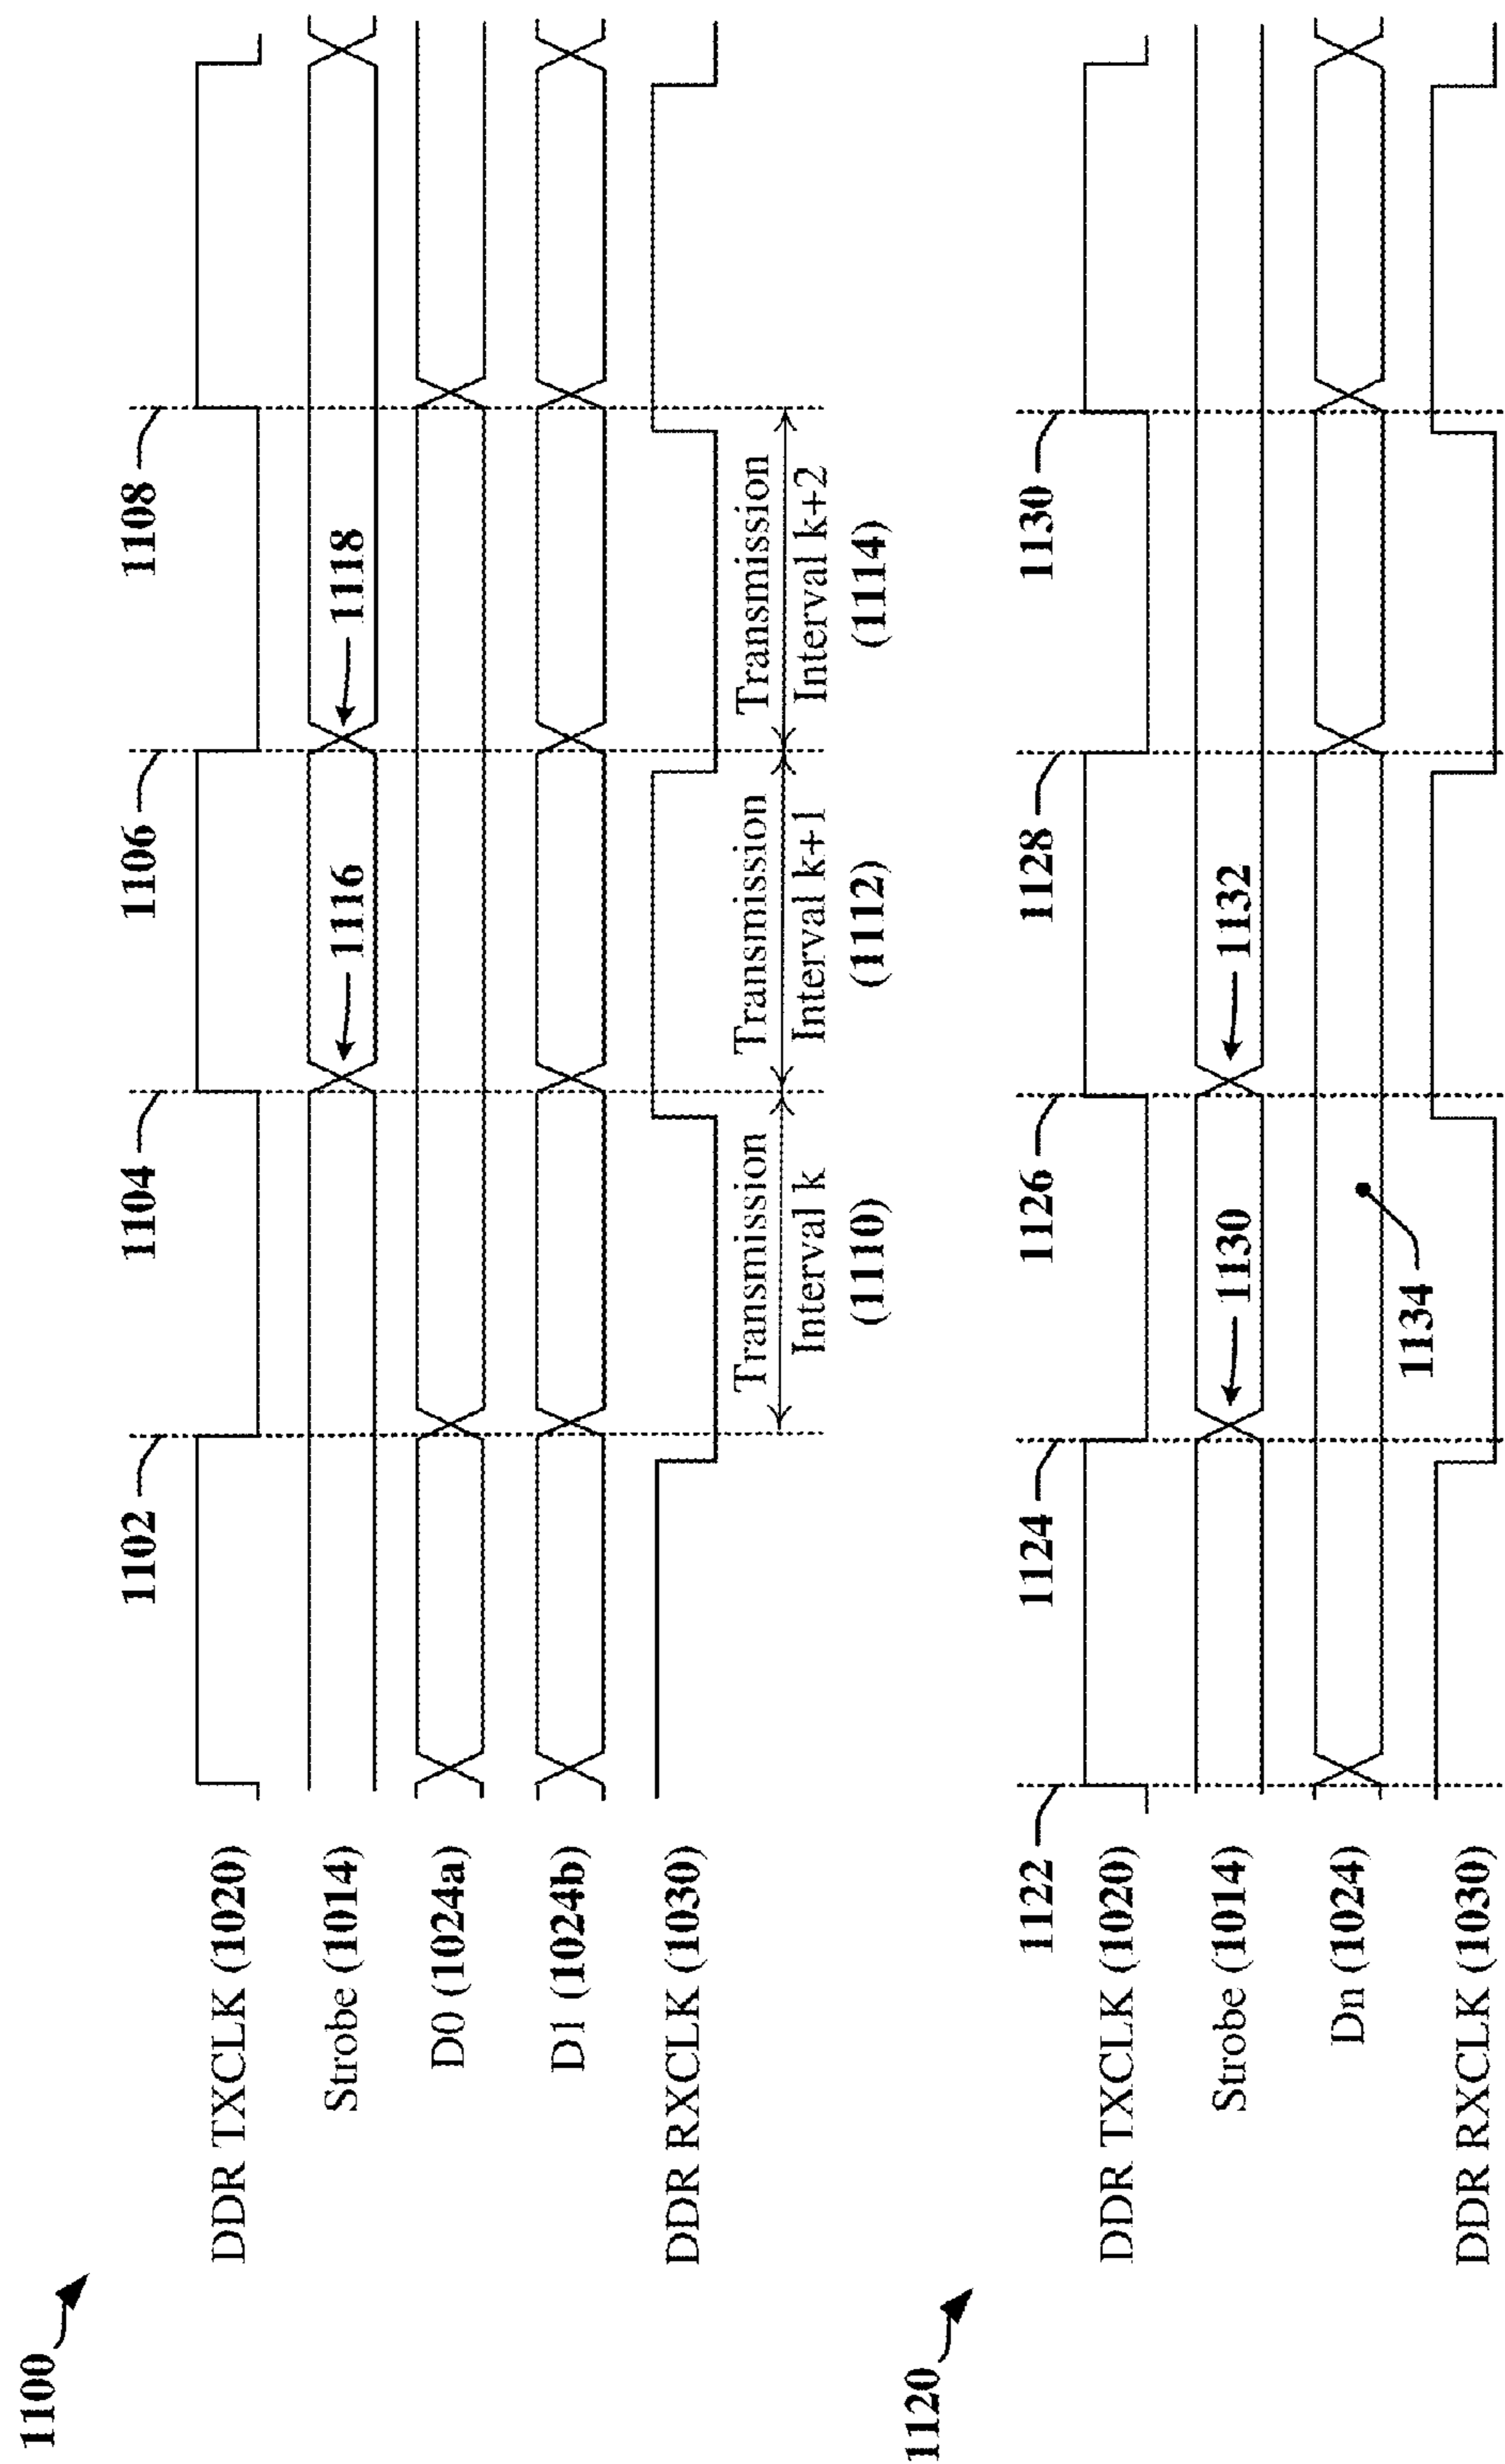 1100
1102
1104
1106
1108
DDR TXCLK (1020)
Strobe (1014)
1116
1118
D0 (1024a)
D1 (1024b)
DDR RXCLK (1030)
Transmission
Interval k
(1110)
Transmission
Interval k+1
(1112)
Transmission
Interval k+2
(1114)
1120
1122
1124
1126
1128
1130
DDR TXCLK (1020)
Strobe (1014)
1130
1132
Dn (1024)
1134
DDR RXCLK (1030)